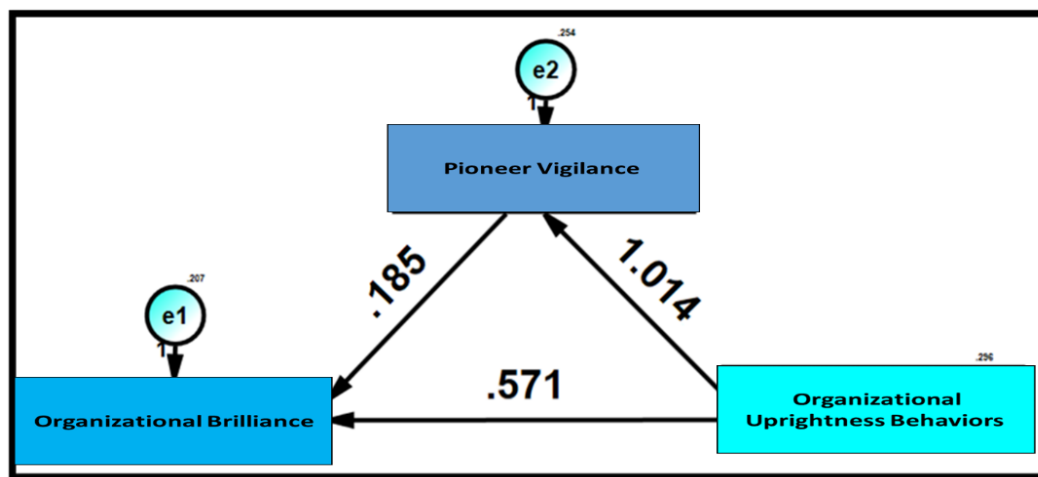 .254
e2
1
Pioneer Vigilance
.185
1.014
.207
e1
1
.571
.296
Organizational Brilliance
Organizational
Uprightness Behaviors